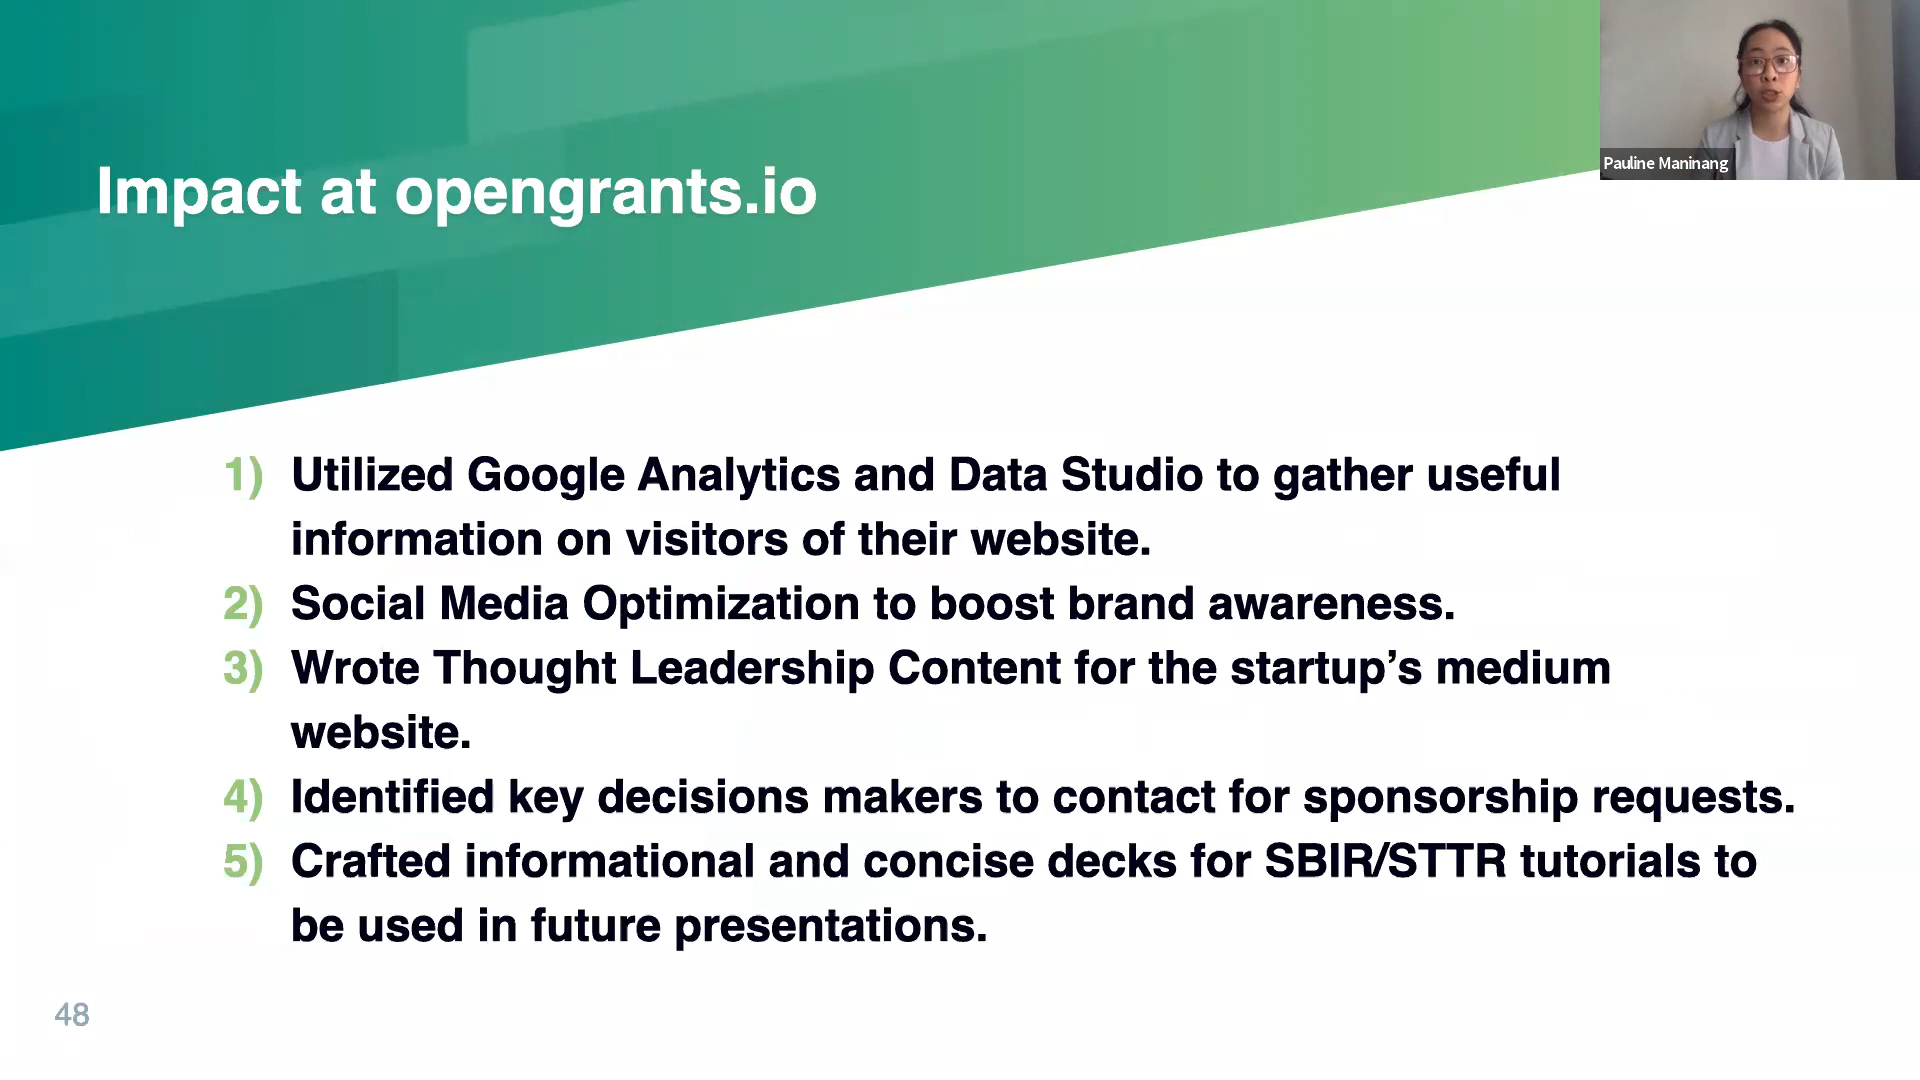 Pauline Maninang
Impact at opengrants.io
1) Utilized Google Analytics and Data Studio to gather useful
information on visitors of their website.
2) Social Media Optimization to boost brand awareness.
3) Wrote Thought Leadership Content for the startup’s medium
website.
4) Identified key decisions makers to contact for sponsorship requests.
5) Crafted informational and concise decks for SBIR/STTR tutorials to
be used in future presentations.
48